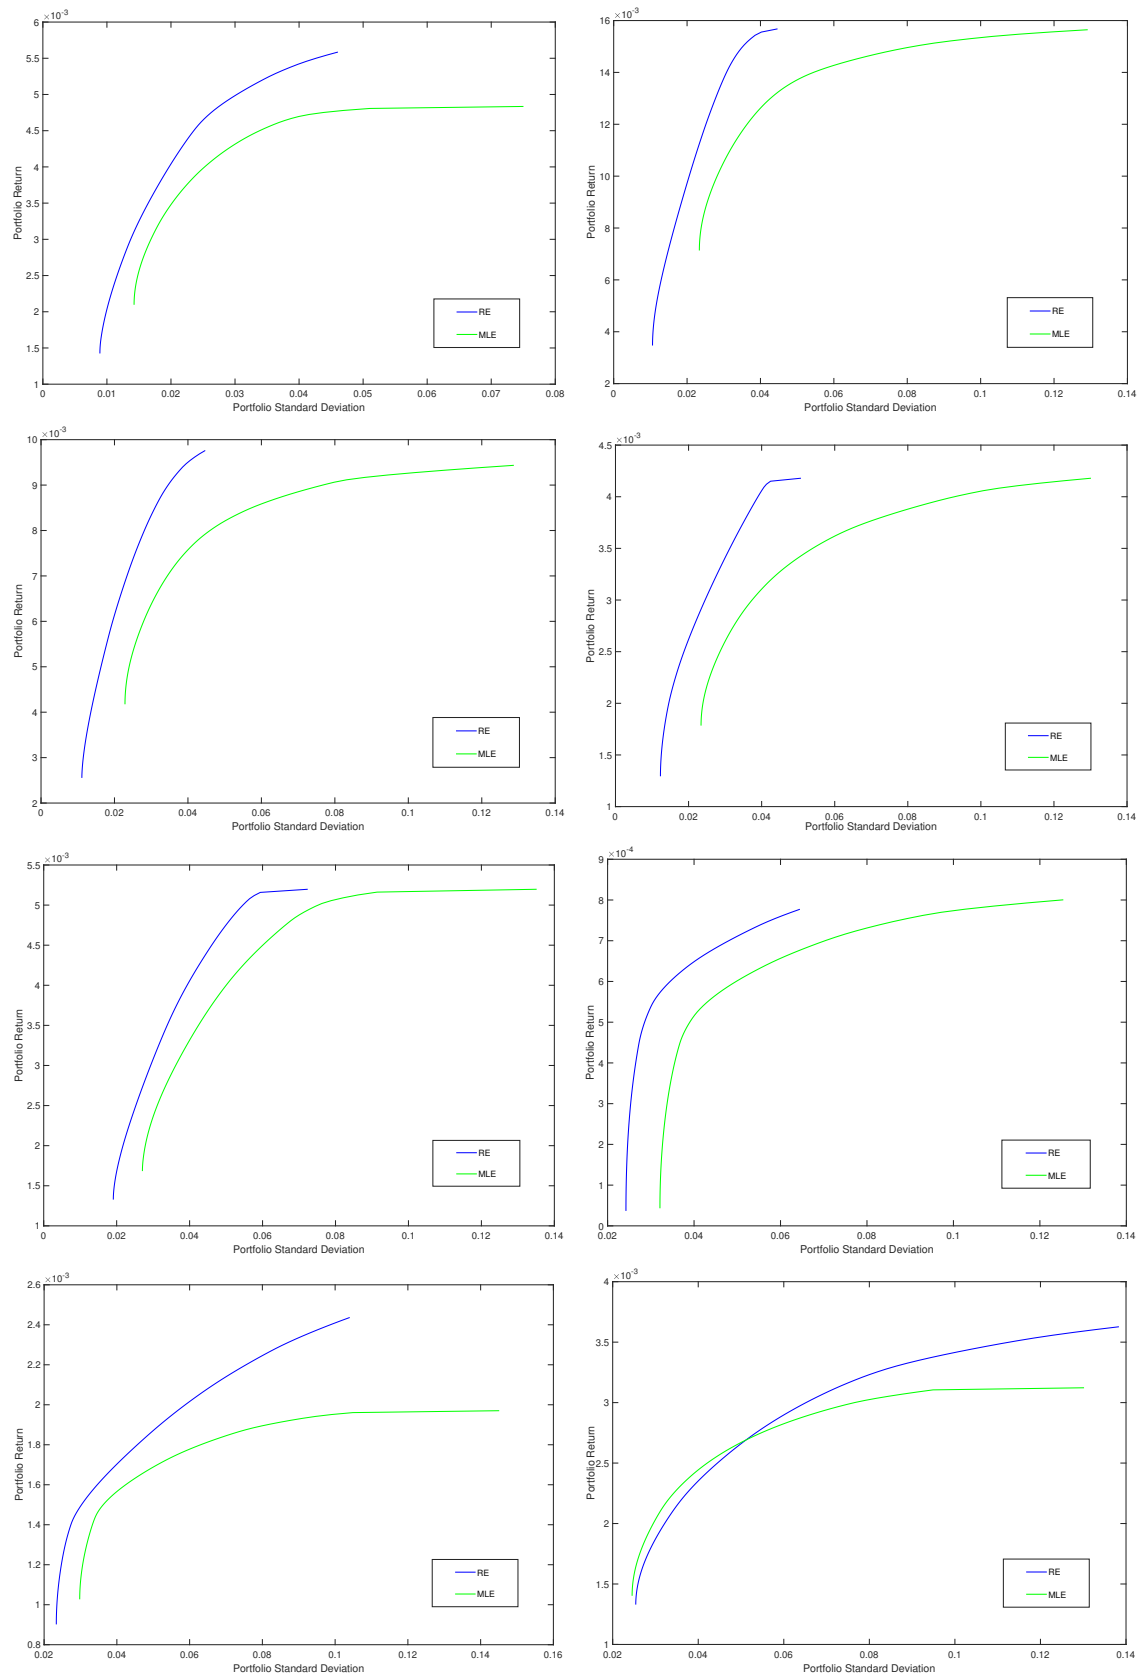 ×10⁻³
6
5.5
5
4.5
4
3.5
3
2.5
2
1.5
1
Portfolio Return
0 0.01 0.02 0.03 0.04 0.05 0.06 0.07 0.08
Portfolio Standard Deviation
RE
MLE
×10⁻³
16
14
12
10
8
6
4
2
Portfolio Return
0 0.02 0.04 0.06 0.08 0.1 0.12 0.14
Portfolio Standard Deviation
RE
MLE
×10⁻³
10
9
8
7
6
5
4
3
2
Portfolio Return
0 0.02 0.04 0.06 0.08 0.1 0.12 0.14
Portfolio Standard Deviation
RE
MLE
×10⁻³
4.5
4
3.5
3
2.5
2
1.5
1
Portfolio Return
0 0.02 0.04 0.06 0.08 0.1 0.12 0.14
Portfolio Standard Deviation
RE
MLE
×10⁻³
5.5
5
4.5
4
3.5
3
2.5
2
1.5
1
Portfolio Return
0 0.02 0.04 0.06 0.08 0.1 0.12 0.14
Portfolio Standard Deviation
RE
MLE
×10⁻⁴
9
8
7
6
5
4
3
2
1
0
Portfolio Return
0.02 0.04 0.06 0.08 0.1 0.12 0.14
Portfolio Standard Deviation
RE
MLE
×10⁻³
2.6
2.4
2.2
2
1.8
1.6
1.4
1.2
1
0.8
Portfolio Return
0.02 0.04 0.06 0.08 0.1 0.12 0.14 0.16
Portfolio Standard Deviation
RE
MLE
×10⁻³
4
3.5
3
2.5
2
1.5
1
Portfolio Return
0.02 0.04 0.06 0.08 0.1 0.12 0.14
Portfolio Standard Deviation
RE
MLE